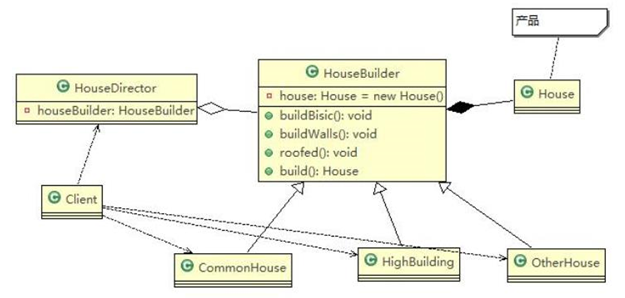 产品
HouseDirector
houseBuilder: HouseBuilder
HouseBuilder
house: House = new House()
buildBisic(): void
buildWalls(): void
roofed(): void
build(): House
House
Client
CommonHouse
HighBuilding
OtherHouse